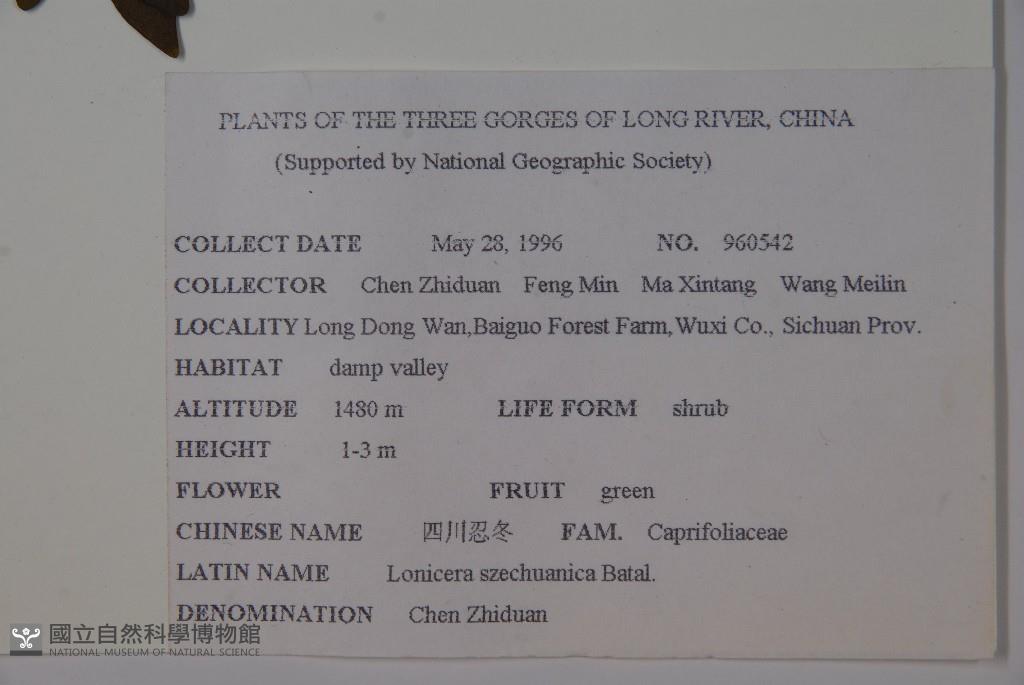 PLANTS OF THE THREE GORGES OF LONG RIVER, CHINA
(Supported by National Geographic Society)
COLLECT DATE May 28, 1996 NO. 960542
COLLECTOR Chen Zhiduan Feng Min Ma Xintang Wang Meilin
LOCALITY Long Dong Wan,Baiguo Forest Farm,Wuxi Co., Sichuan Prov.
HABITAT damp valley
ALTITUDE 1480 m LIFE FORM shrub
HEIGHT 1-3 m
FLOWER FRUIT green
CHINESE NAME 四川忍冬 FAM. Caprifoliaceae
LATIN NAME Lonicera szechuanica Batal.
DENOMINATION Chen Zhiduan
國立自然科學博物館
NATIONAL MUSEUM OF NATURAL SCIENCE